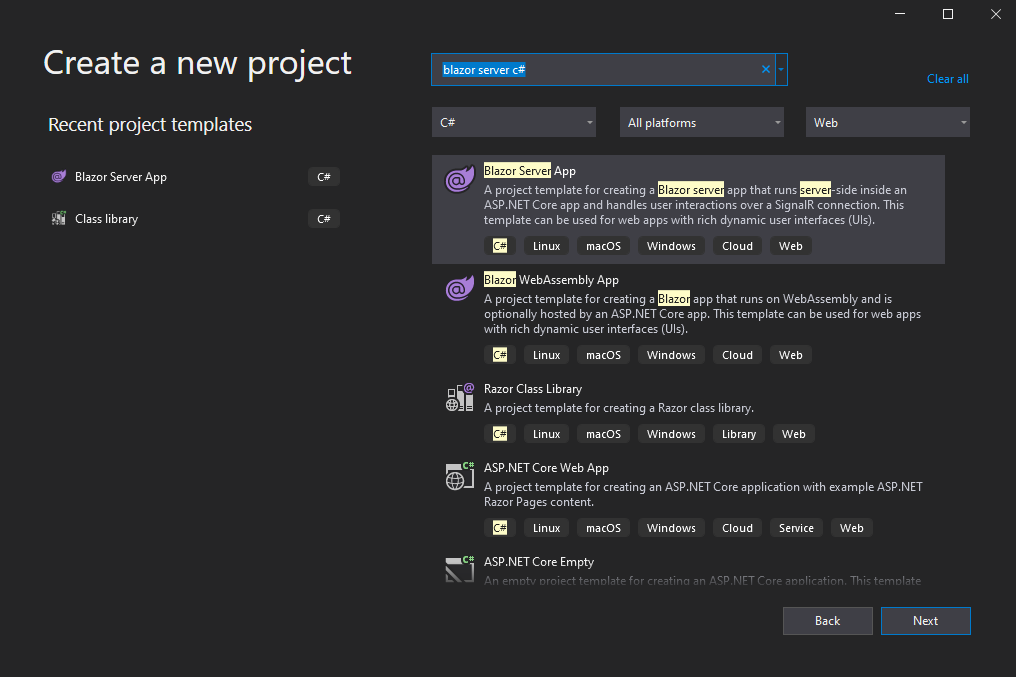 Create a new project
blazor server c#
Clear all
Recent project templates
C#
All platforms
Web
Blazor Server App
C#
Class library
C#
Blazor Server App
A project template for creating a Blazor server app that runs server-side inside an
ASP.NET Core app and handles user interactions over a SignalR connection. This
template can be used for web apps with rich dynamic user interfaces (UIs).
C# Linux macOS Windows Cloud Web
Blazor WebAssembly App
A project template for creating a Blazor app that runs on WebAssembly and is
optionally hosted by an ASP.NET Core app. This template can be used for web apps
with rich dynamic user interfaces (UIs).
C# Linux macOS Windows Cloud Web
Razor Class Library
A project template for creating a Razor class library.
C# Linux macOS Windows Library Web
ASP.NET Core Web App
A project template for creating an ASP.NET Core application with example ASP.NET
Razor Pages content.
C# Linux macOS Windows Cloud Service Web
ASP.NET Core Empty
An empty project template for creating an ASP.NET Core application. This template
Back
Next